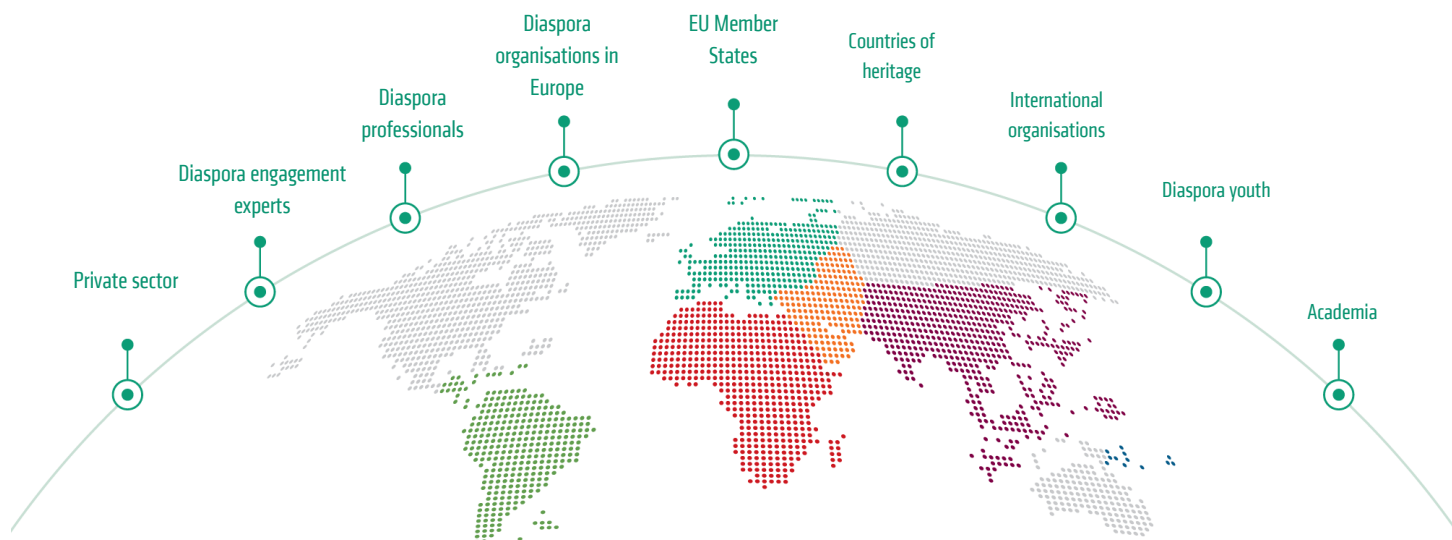 Private sector
Diaspora engagement
experts
Diaspora
professionals
Diaspora
organisations in
Europe
EU Member
States
Countries of
heritage
International
organisations
Diaspora youth
Academia